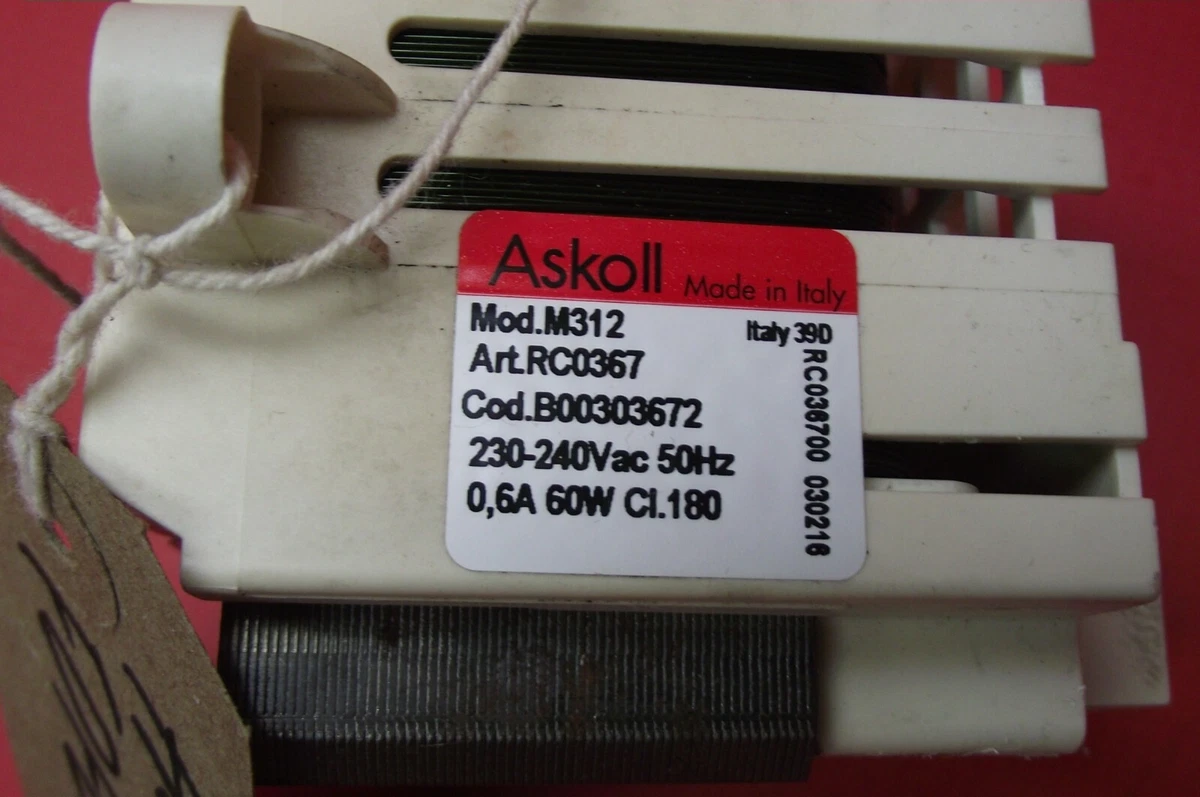 Askoll Made in Italy
Mod.M312
Italy 39D
Art.RC0367
Cod.B00303672
230-240Vac 50Hz
0,6A 60W Cl.180
RC036700 030216